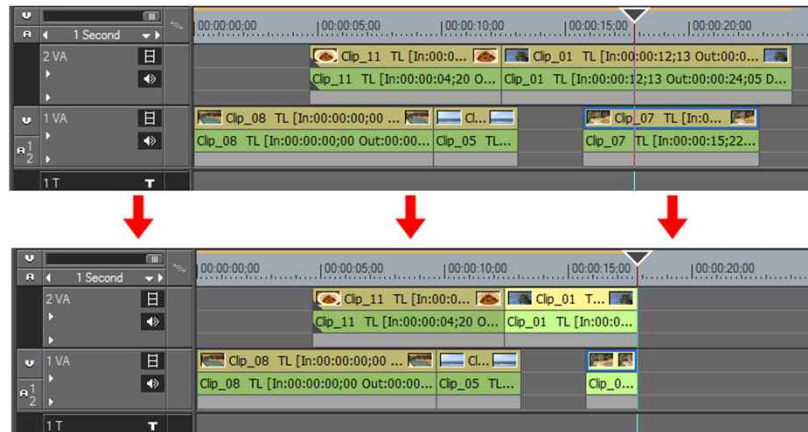 00:00:00;00 00:00:05;00 00:00:10;00 00:00:15;00 00:00:20;00
1 Second
2 VA Clip_11 TL [In:00:0... Clip_01 TL [In:00:00:12;13 Out:00:0...
Clip_11 TL [In:00:00:04;20 O... Clip_01 TL [In:00:00:12;13 Out:00:00:24;05 D...
1 VA Clip_08 TL [In:00:00:00;00 ... Cl... Clip_07 TL [In:0...
Clip_08 TL [In:00:00:00;00 Out:00:00... Clip_05 TL... Clip_07 TL [In:00:00:15;22...
A 1 2
1 T T
00:00:00;00 00:00:05;00 00:00:10;00 00:00:15;00 00:00:20;00
1 Second
2 VA Clip_11 TL [In:00:0... Clip_01 T...
Clip_11 TL [In:00:00:04;20 O... Clip_01 TL [In:00:0...
1 VA Clip_08 TL [In:00:00:00;00 ... Cl...
Clip_08 TL [In:00:00:00;00 Out:00:00... Clip_05 TL... Clip_0...
A 1 2
1 T T